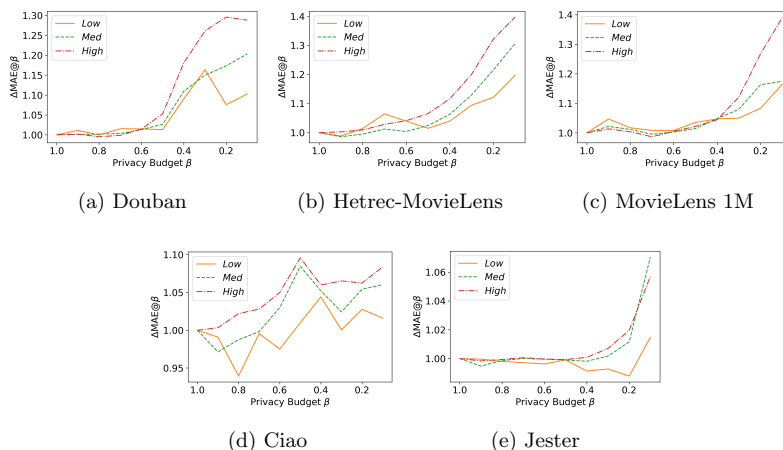 1.30
1.25
1.20
1.15
1.10
1.05
1.00
ΔMAE@β
Low
Med
High
1.0 0.8 0.6 0.4 0.2
Privacy Budget β
(a) Douban
1.4
1.3
1.2
1.1
1.0
ΔMAE@β
Low
Med
High
1.0 0.8 0.6 0.4 0.2
Privacy Budget β
(b) Hetrec-MovieLens
1.4
1.3
1.2
1.1
1.0
ΔMAE@β
Low
Med
High
1.0 0.8 0.6 0.4 0.2
Privacy Budget β
(c) MovieLens 1M
1.10
1.05
1.00
0.95
ΔMAE@β
Low
Med
High
1.0 0.8 0.6 0.4 0.2
Privacy Budget β
(d) Ciao
1.06
1.04
1.02
1.00
ΔMAE@β
Low
Med
High
1.0 0.8 0.6 0.4 0.2
Privacy Budget β
(e) Jester